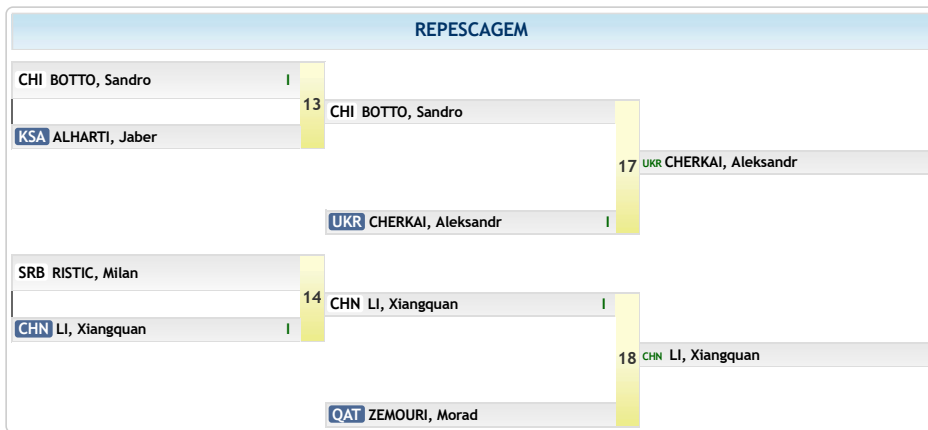 REPESCAGEM
CHI BOTTO, Sandro I
13
CHI BOTTO, Sandro
KSA ALHARTI, Jaber
17
UKR CHERKAI, Aleksandr
UKR CHERKAI, Aleksandr I
SRB RISTIC, Milan
14
CHN LI, Xiangquan I
CHN LI, Xiangquan I
18
CHN LI, Xiangquan
QAT ZEMOURI, Morad